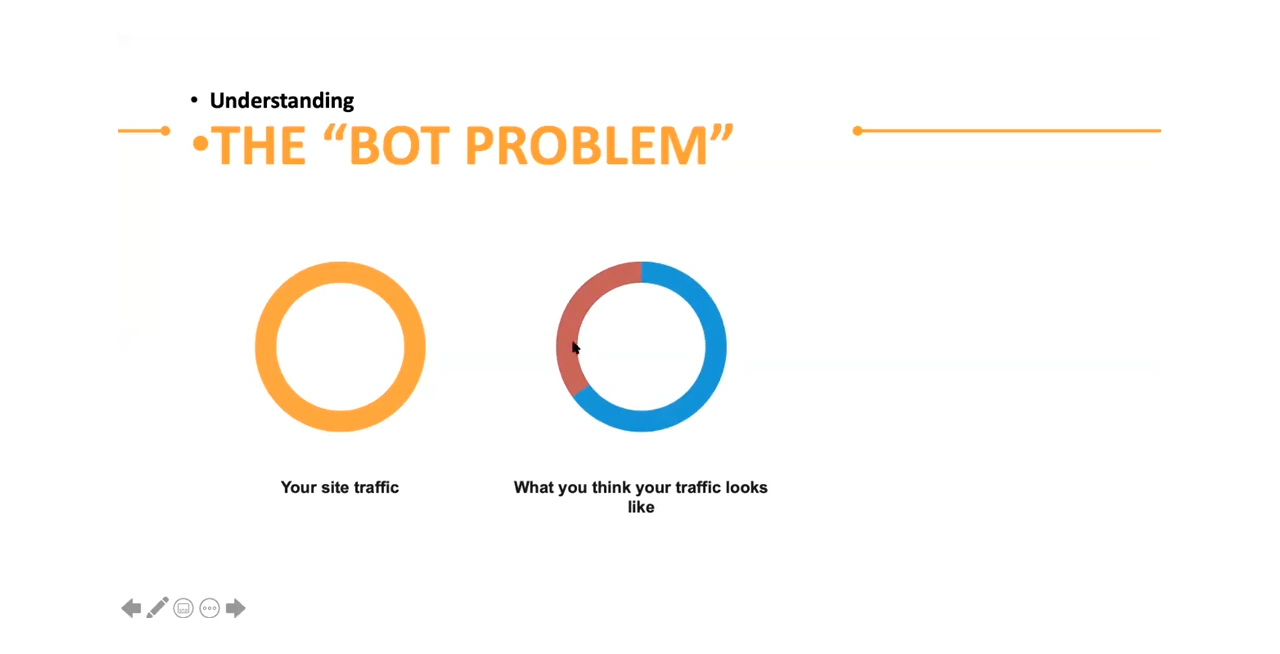 • Understanding
•THE “BOT PROBLEM”
Your site traffic
What you think your traffic looks
like